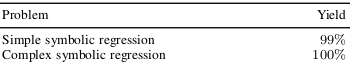 Problem Yield
Simple symbolic regression 99%
Complex symbolic regression 100%